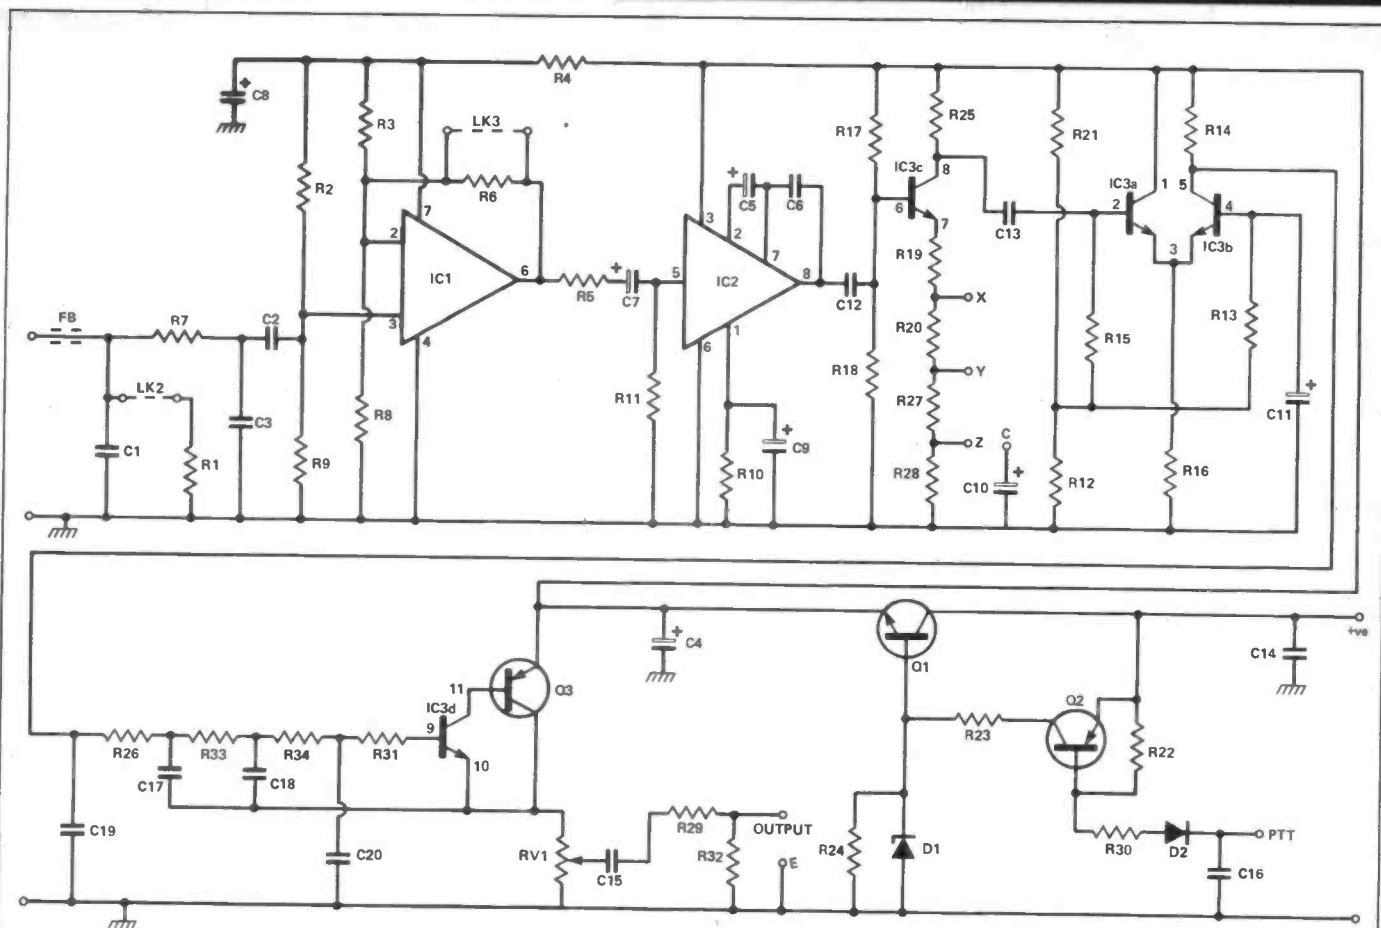 R4
C8
+
R3
LK3
R17
R25
R21
R14
R2
R6
+
C5
C6
IC3c
8
IC3a
1
5
7
3
2
7
6
7
2
4
3
IC3b
2
IC1
6
R5
+
C7
5
IC2
8
C12
C13
R19
X
FB
R7
C2
3
4
1
6
R20
R15
R13
Y
LK2
R11
R18
R8
R27
+
C11
C1
R1
C3
R9
R10
+
C9
Z
C
R28
C10
+
R12
R16
+
C4
Q1
C14
+ve
11
Q3
IC3d
9
Q2
R26
R33
R34
R31
R23
R22
10
C17
C18
C19
C20
RV1
C15
R29
OUTPUT
R32
E
R24
D1
R30
D2
PTT
C16